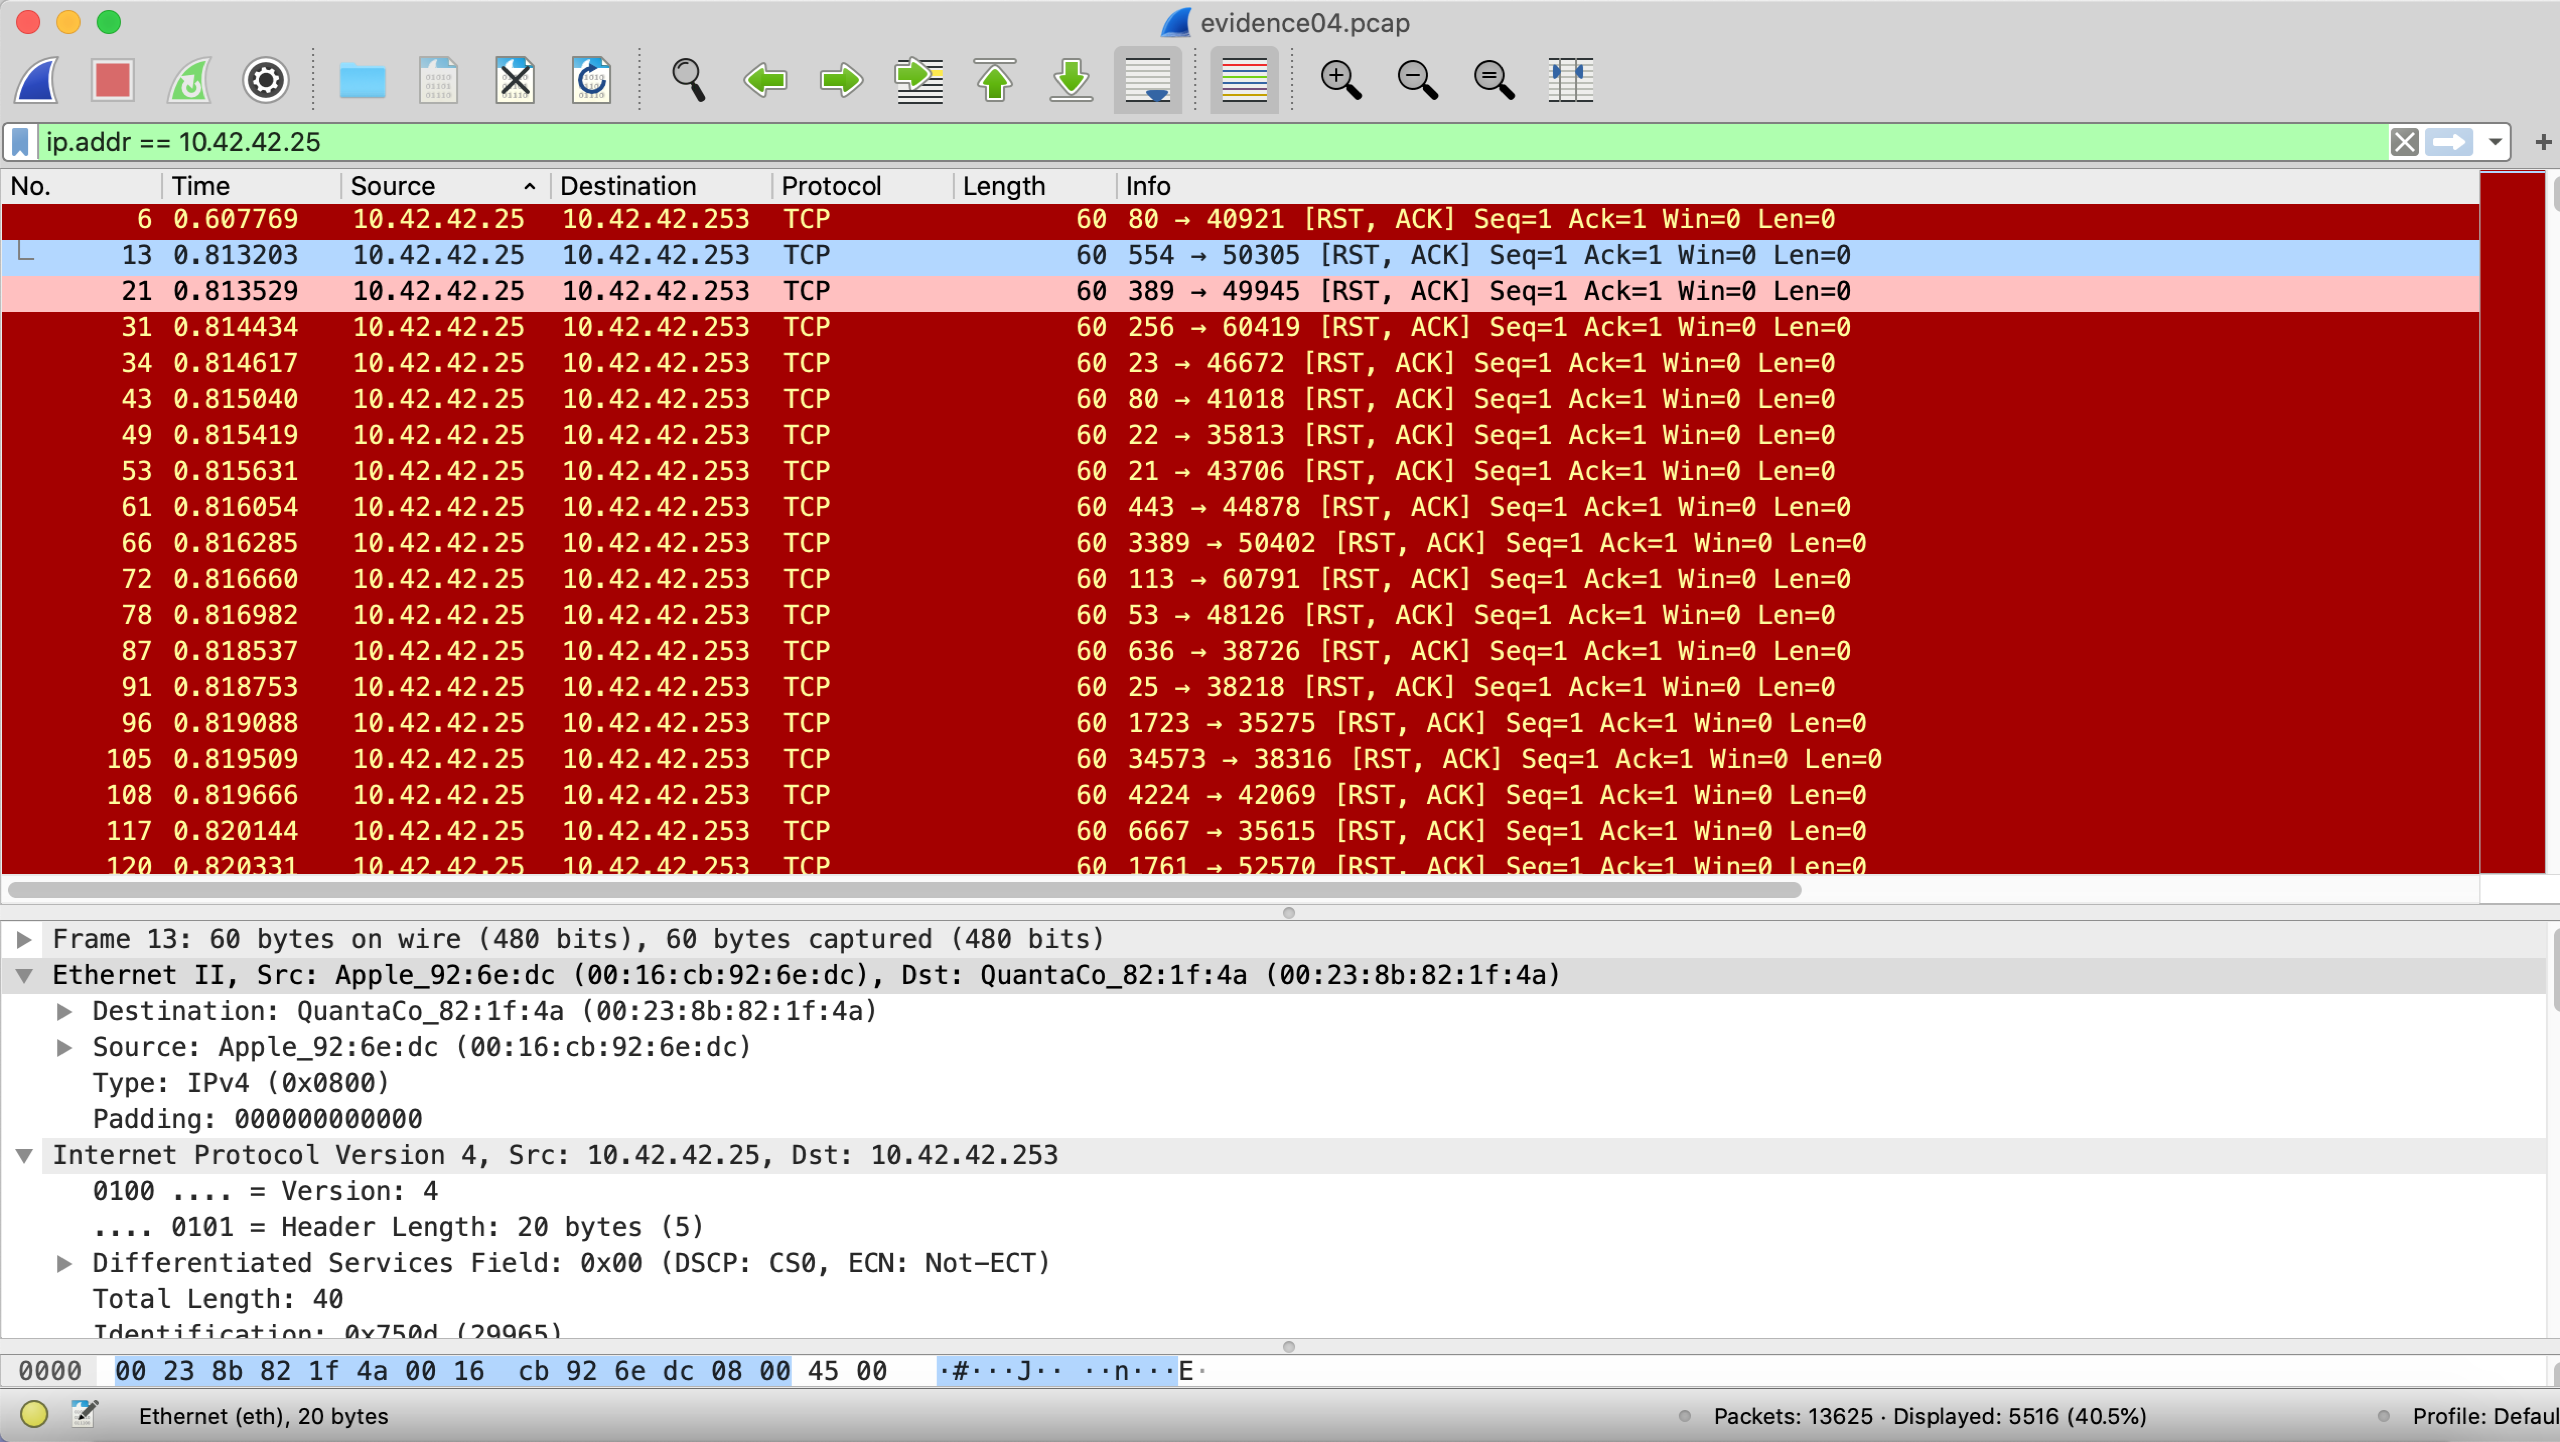 evidence04.pcap
ip.addr == 10.42.42.25
No. Time Source Destination Protocol Length Info
6 0.607769 10.42.42.25 10.42.42.253 TCP 60 80 → 40921 [RST, ACK] Seq=1 Ack=1 Win=0 Len=0
13 0.813203 10.42.42.25 10.42.42.253 TCP 60 554 → 50305 [RST, ACK] Seq=1 Ack=1 Win=0 Len=0
21 0.813529 10.42.42.25 10.42.42.253 TCP 60 389 → 49945 [RST, ACK] Seq=1 Ack=1 Win=0 Len=0
31 0.814434 10.42.42.25 10.42.42.253 TCP 60 256 → 60419 [RST, ACK] Seq=1 Ack=1 Win=0 Len=0
34 0.814617 10.42.42.25 10.42.42.253 TCP 60 23 → 46672 [RST, ACK] Seq=1 Ack=1 Win=0 Len=0
43 0.815040 10.42.42.25 10.42.42.253 TCP 60 80 → 41018 [RST, ACK] Seq=1 Ack=1 Win=0 Len=0
49 0.815419 10.42.42.25 10.42.42.253 TCP 60 22 → 35813 [RST, ACK] Seq=1 Ack=1 Win=0 Len=0
53 0.815631 10.42.42.25 10.42.42.253 TCP 60 21 → 43706 [RST, ACK] Seq=1 Ack=1 Win=0 Len=0
61 0.816054 10.42.42.25 10.42.42.253 TCP 60 443 → 44878 [RST, ACK] Seq=1 Ack=1 Win=0 Len=0
66 0.816285 10.42.42.25 10.42.42.253 TCP 60 3389 → 50402 [RST, ACK] Seq=1 Ack=1 Win=0 Len=0
72 0.816660 10.42.42.25 10.42.42.253 TCP 60 113 → 60791 [RST, ACK] Seq=1 Ack=1 Win=0 Len=0
78 0.816982 10.42.42.25 10.42.42.253 TCP 60 53 → 48126 [RST, ACK] Seq=1 Ack=1 Win=0 Len=0
87 0.818537 10.42.42.25 10.42.42.253 TCP 60 636 → 38726 [RST, ACK] Seq=1 Ack=1 Win=0 Len=0
91 0.818753 10.42.42.25 10.42.42.253 TCP 60 25 → 38218 [RST, ACK] Seq=1 Ack=1 Win=0 Len=0
96 0.819088 10.42.42.25 10.42.42.253 TCP 60 1723 → 35275 [RST, ACK] Seq=1 Ack=1 Win=0 Len=0
105 0.819509 10.42.42.25 10.42.42.253 TCP 60 34573 → 38316 [RST, ACK] Seq=1 Ack=1 Win=0 Len=0
108 0.819666 10.42.42.25 10.42.42.253 TCP 60 4224 → 42069 [RST, ACK] Seq=1 Ack=1 Win=0 Len=0
117 0.820144 10.42.42.25 10.42.42.253 TCP 60 6667 → 35615 [RST, ACK] Seq=1 Ack=1 Win=0 Len=0
120 0.820331 10.42.42.25 10.42.42.253 TCP 60 1761 → 52570 [RST, ACK] Seq=1 Ack=1 Win=0 Len=0
Frame 13: 60 bytes on wire (480 bits), 60 bytes captured (480 bits)
Ethernet II, Src: Apple_92:6e:dc (00:16:cb:92:6e:dc), Dst: QuantaCo_82:1f:4a (00:23:8b:82:1f:4a)
Destination: QuantaCo_82:1f:4a (00:23:8b:82:1f:4a)
Source: Apple_92:6e:dc (00:16:cb:92:6e:dc)
Type: IPv4 (0x0800)
Padding: 000000000000
Internet Protocol Version 4, Src: 10.42.42.25, Dst: 10.42.42.253
0100 .... = Version: 4
.... 0101 = Header Length: 20 bytes (5)
Differentiated Services Field: 0x00 (DSCP: CS0, ECN: Not-ECT)
Total Length: 40
Identification: 0x750d (29965)
0000 00 23 8b 82 1f 4a 00 16 cb 92 6e dc 08 00 45 00 ·#···J·· ··n···E·
Ethernet (eth), 20 bytes
Packets: 13625 · Displayed: 5516 (40.5%)
Profile: Defaul